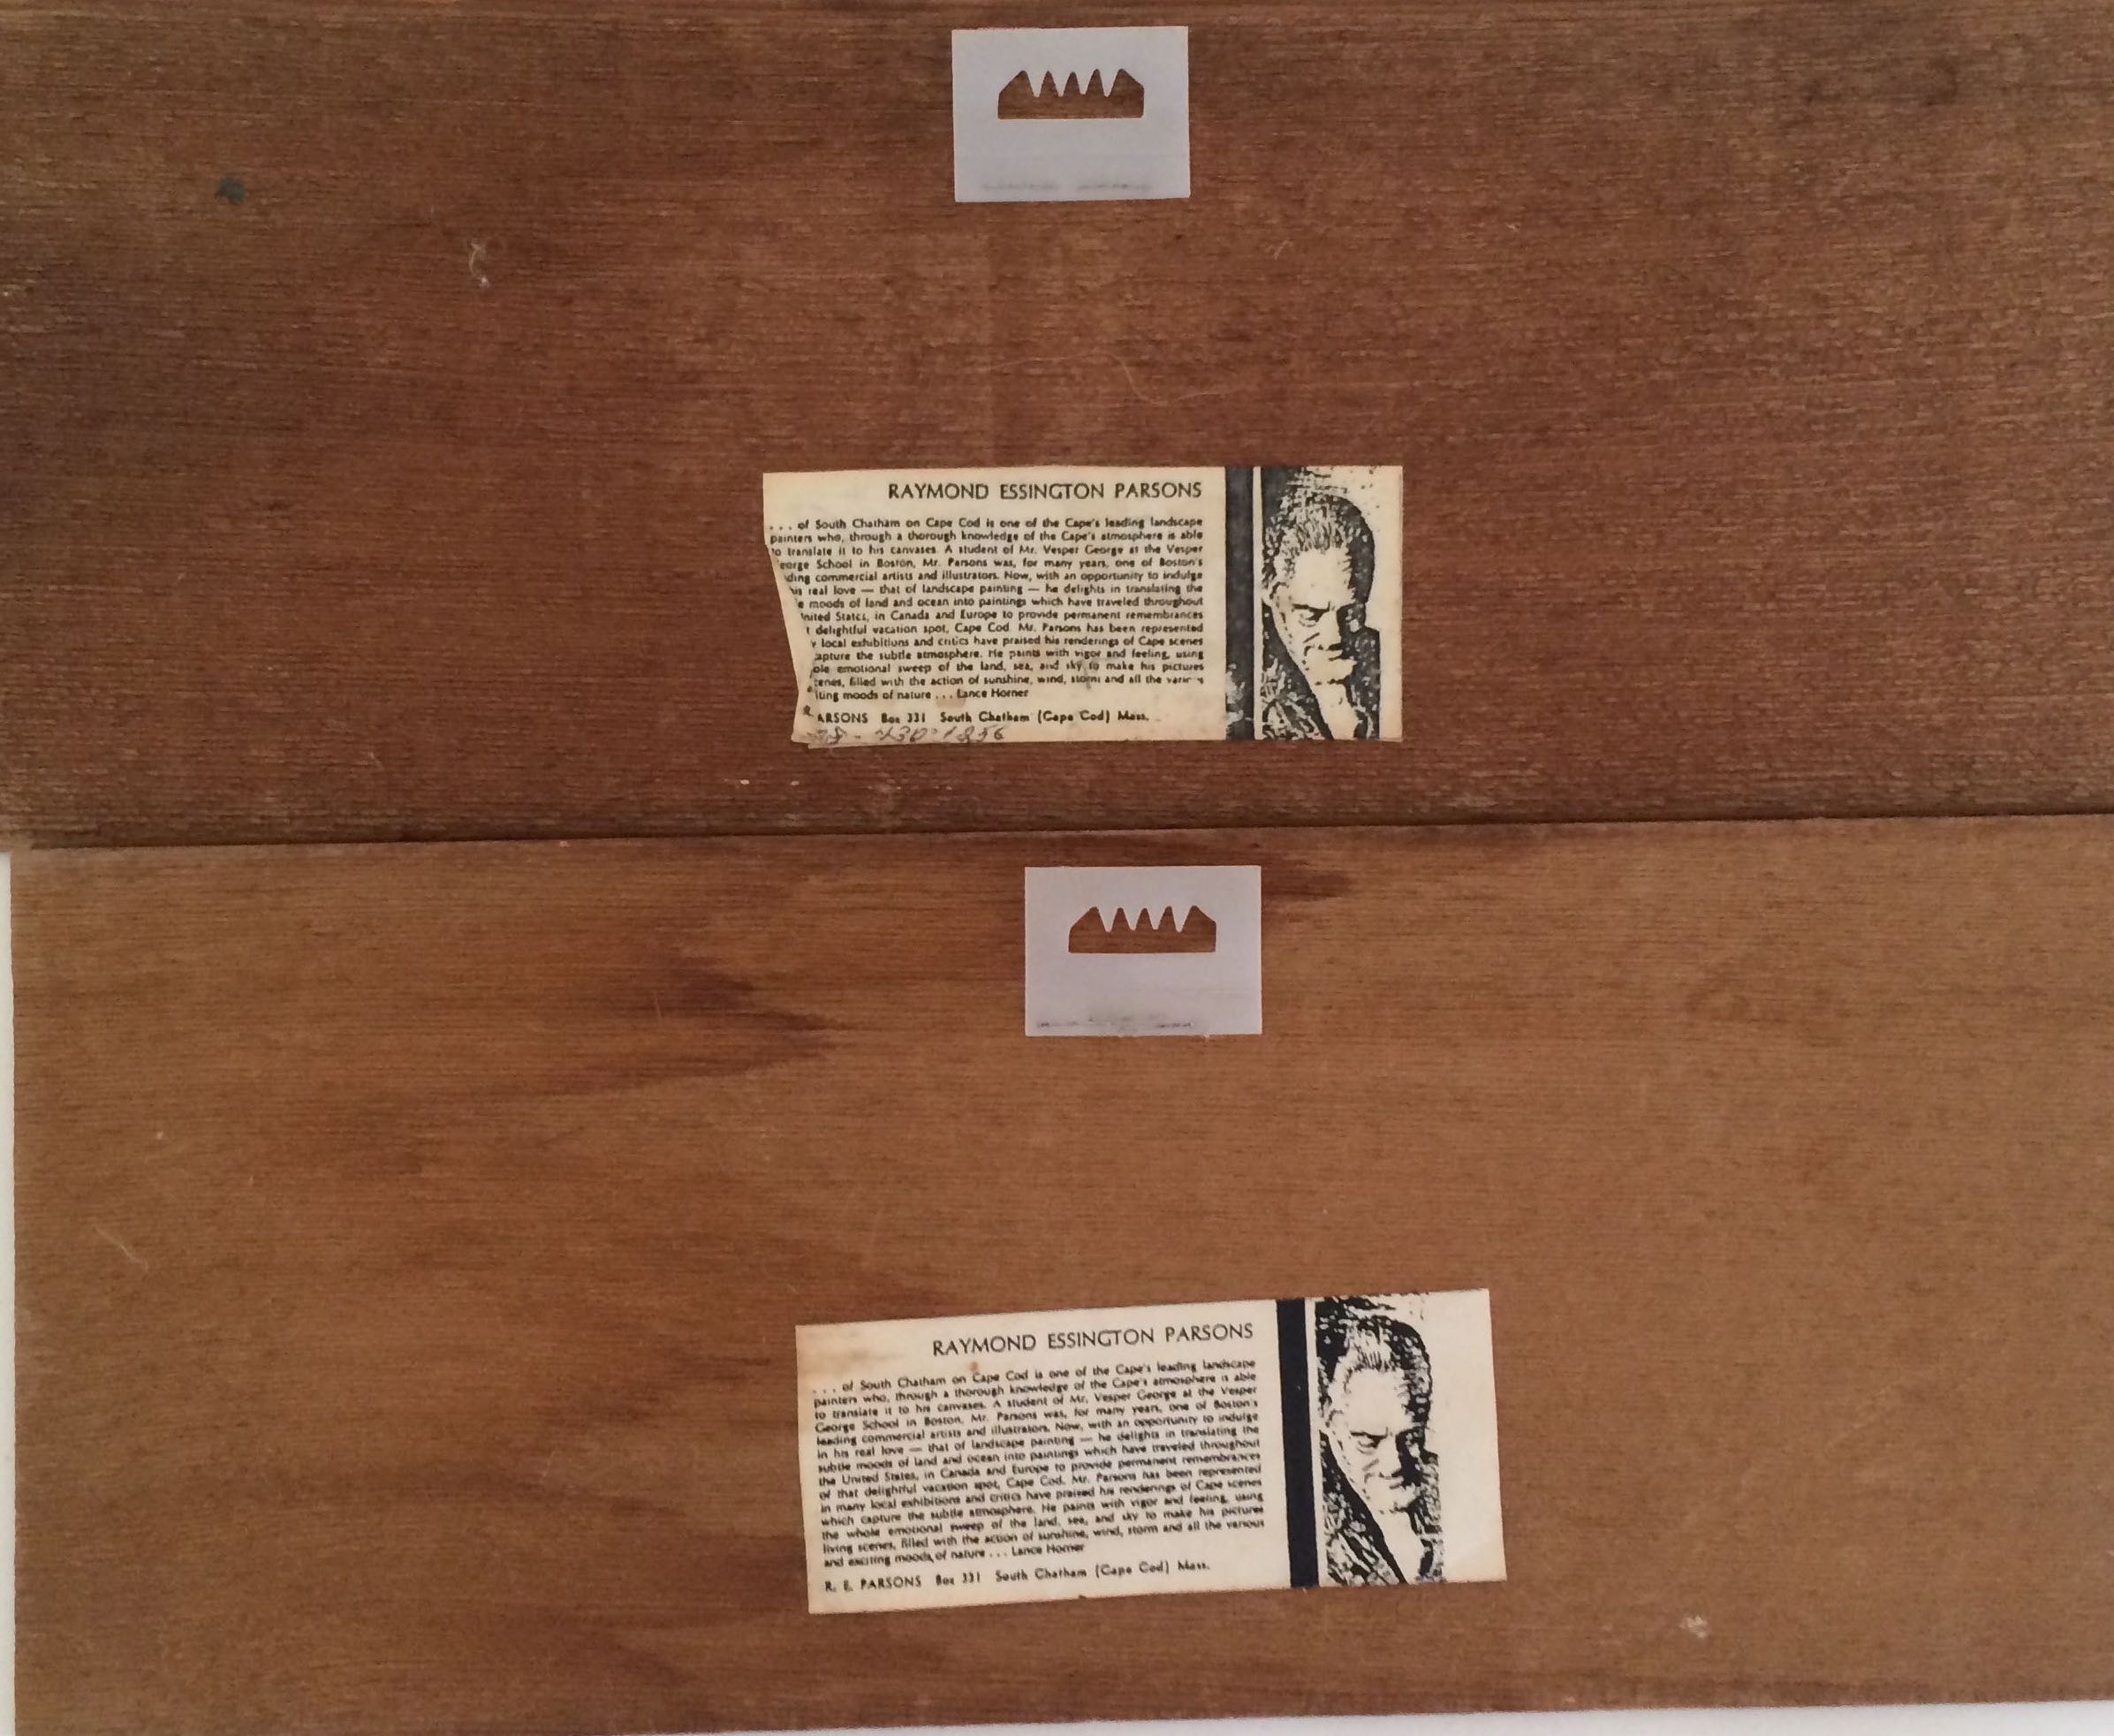 RAYMOND ESSINGTON PARSONS
. . . of South Chatham on Cape Cod is one of the Cape's leading landscape
painters who, through a thorough knowledge of the Cape's atmosphere is able
to translate it to his canvases. A student of Mr. Vesper George at the Vesper
eorge School in Boston, Mr. Parsons was, for many years, one of Boston's
ding commercial artists and illustrators. Now, with an opportunity to indulge
his real love — that of landscape painting — he delights in translating the
e moods of land and ocean into paintings which have traveled throughout
United States, in Canada and Europe to provide permanent remembrances
t delightful vacation spot, Cape Cod. Mr. Parsons has been represented
y local exhibitions and critics have praised his renderings of Cape scenes
apture the subtle atmosphere. He paints with vigor and feeling, using
ole emotional sweep of the land, sea, and sky to make his pictures
cenes, filled with the action of sunshine, wind, storm and all the various
iting moods of nature . . . Lance Horner
ARSONS Box 331 South Chatham (Cape Cod) Mass.
RAYMOND ESSINGTON PARSONS
. . . of South Chatham on Cape Cod is one of the Cape's leading landscape
painters who, through a thorough knowledge of the Cape's atmosphere is able
to translate it to his canvases. A student of Mr. Vesper George at the Vesper
George School in Boston, Mr. Parsons was, for many years, one of Boston's
leading commercial artists and illustrators. Now, with an opportunity to indulge
in his real love — that of landscape painting — he delights in translating the
subtle moods of land and ocean into paintings which have traveled throughout
the United States, in Canada and Europe to provide permanent remembrances
of that delightful vacation spot, Cape Cod. Mr. Parsons has been represented
in many local exhibitions and critics have praised his renderings of Cape scenes
which capture the subtle atmosphere. He paints with vigor and feeling, using
the whole emotional sweep of the land, sea, and sky to make his pictures
living scenes, filled with the action of sunshine, wind, storm and all the various
and exciting moods of nature . . . Lance Horner
R. E. PARSONS Box 331 South Chatham (Cape Cod) Mass.